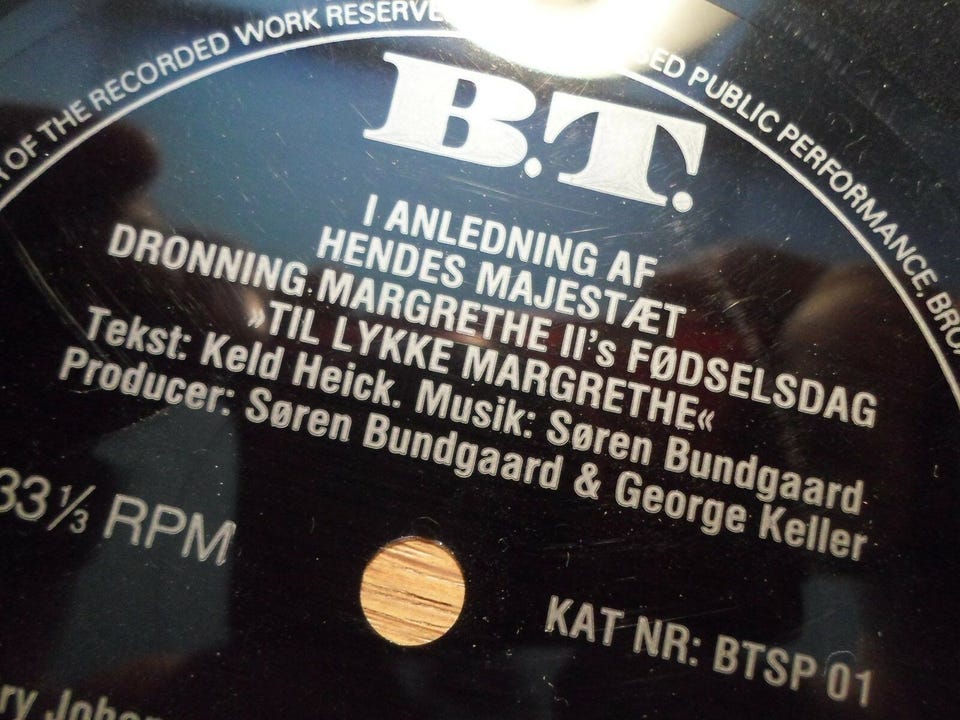 OF THE RECORDED WORK RESERVE
ED PUBLIC PERFORMANCE, BRO
B.T.
I ANLEDNING AF
HENDES MAJESTÆT
DRONNING MARGRETHE II's FØDSELSDAG
»TIL LYKKE MARGRETHE«
Tekst: Keld Heick. Musik: Søren Bundgaard
Producer: Søren Bundgaard & George Keller
33⅓ RPM
KAT NR: BTSP 01
ry Johan